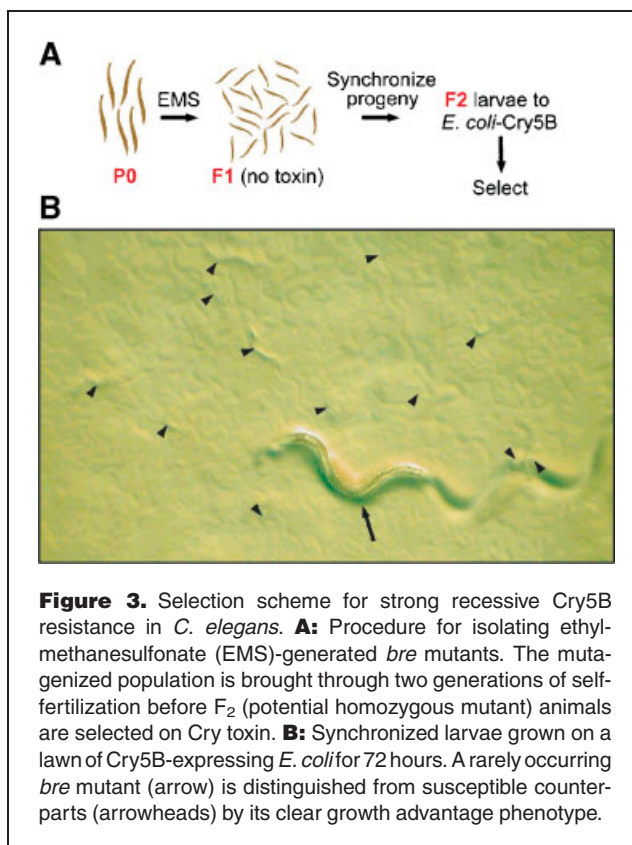 A
EMS
Synchronize
progeny
F2 larvae to
E. coli-Cry5B
P0
F1 (no toxin)
Select
B
Figure 3. Selection scheme for strong recessive Cry5B
resistance in C. elegans. A: Procedure for isolating ethyl-
methanesulfonate (EMS)-generated bre mutants. The muta-
genized population is brought through two generations of self-
fertilization before F2 (potential homozygous mutant) animals
are selected on Cry toxin. B: Synchronized larvae grown on a
lawn of Cry5B-expressing E. coli for 72 hours. A rarely occurring
bre mutant (arrow) is distinguished from susceptible counter-
parts (arrowheads) by its clear growth advantage phenotype.